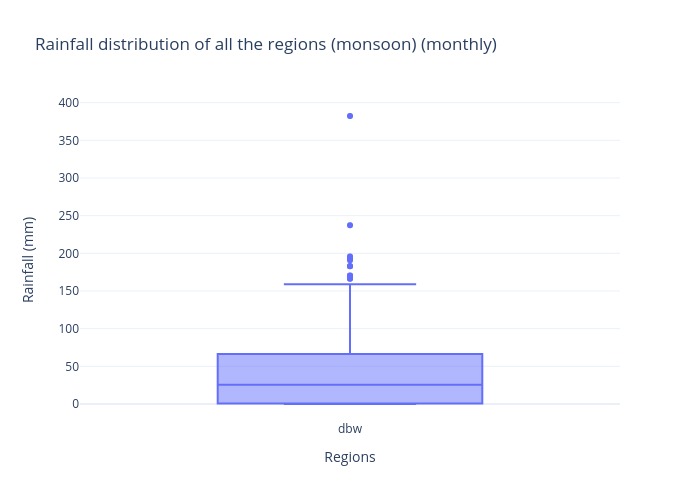 Rainfall distribution of all the regions (monsoon) (monthly)
400
350
300
250
200
150
100
50
0
Rainfall (mm)
dbw
Regions